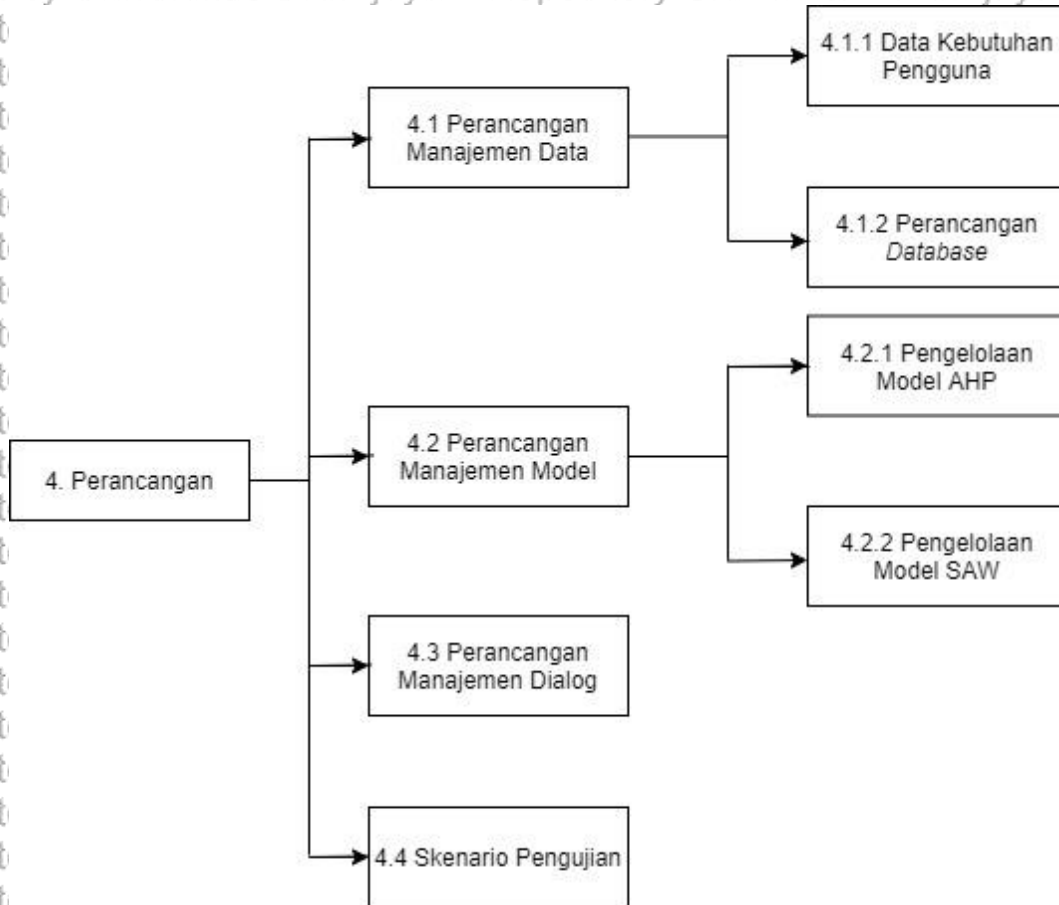 4.1.1 Data Kebutuhan
Pengguna
4.1 Perancangan
Manajemen Data
4.1.2 Perancangan
Database
4.2.1 Pengelolaan
Model AHP
4.2 Perancangan
Manajemen Model
4. Perancangan
4.2.2 Pengelolaan
Model SAW
4.3 Perancangan
Manajemen Dialog
4.4 Skenario Pengujian